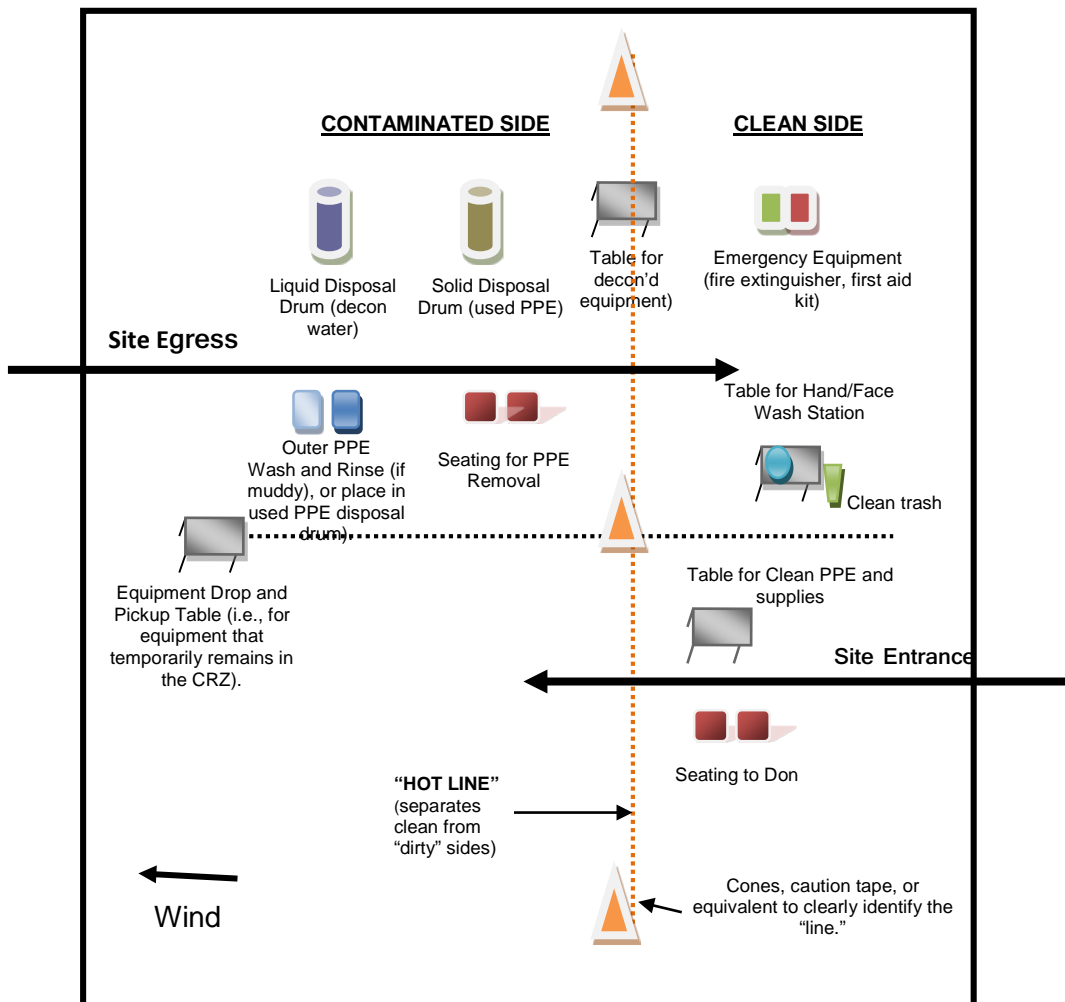 CONTAMINATED SIDE
CLEAN SIDE
Liquid Disposal
Drum (decon
water)
Solid Disposal
Drum (used PPE)
Table for
decon’d
equipment)
Emergency Equipment
(fire extinguisher, first aid
kit)
Site Egress
Table for Hand/Face
Wash Station
Outer PPE
Wash and Rinse (if
muddy), or place in
used PPE disposal
drum).
Seating for PPE
Removal
Clean trash
Equipment Drop and
Pickup Table (i.e., for
equipment that
temporarily remains in
the CRZ).
Table for Clean PPE and
supplies
Site Entrance
Seating to Don
“HOT LINE”
(separates
clean from
“dirty” sides)
Wind
Cones, caution tape, or
equivalent to clearly identify the
“line.”